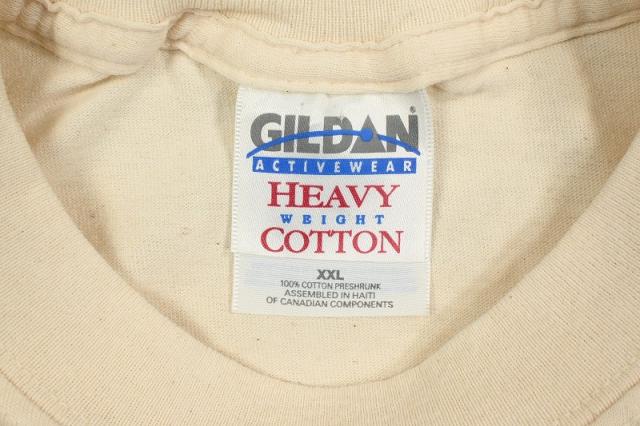 GILDAN
ACTIVEWEAR
HEAVY
WEIGHT
COTTON
XXL
100% COTTON PRESHRUNK
ASSEMBLED IN HAITI
OF CANADIAN COMPONENTS